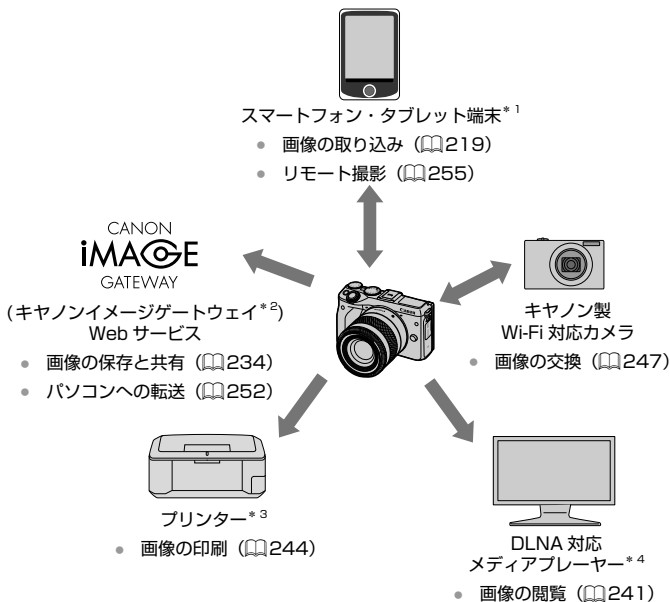 スマートフォン・タブレット端末*1
● 画像の取り込み(📖219)
● リモート撮影(📖255)
CANON
iMAGE
GATEWAY
(キヤノンイメージゲートウェイ*2)
Web サービス
● 画像の保存と共有(📖234)
● パソコンへの転送(📖252)
Canon
キヤノン製
Wi-Fi 対応カメラ
● 画像の交換(📖247)
プリンター*3
● 画像の印刷(📖244)
DLNA 対応
メディアプレーヤー*4
● 画像の閲覧(📖241)